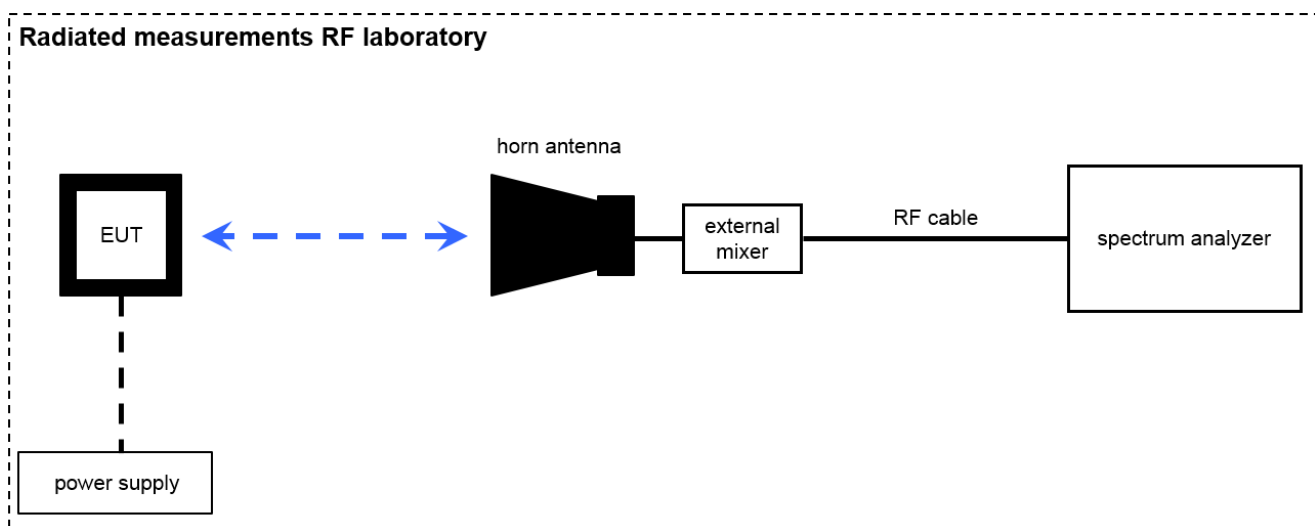 Radiated measurements RF laboratory
horn antenna
EUT
external
mixer
RF cable
spectrum analyzer
power supply